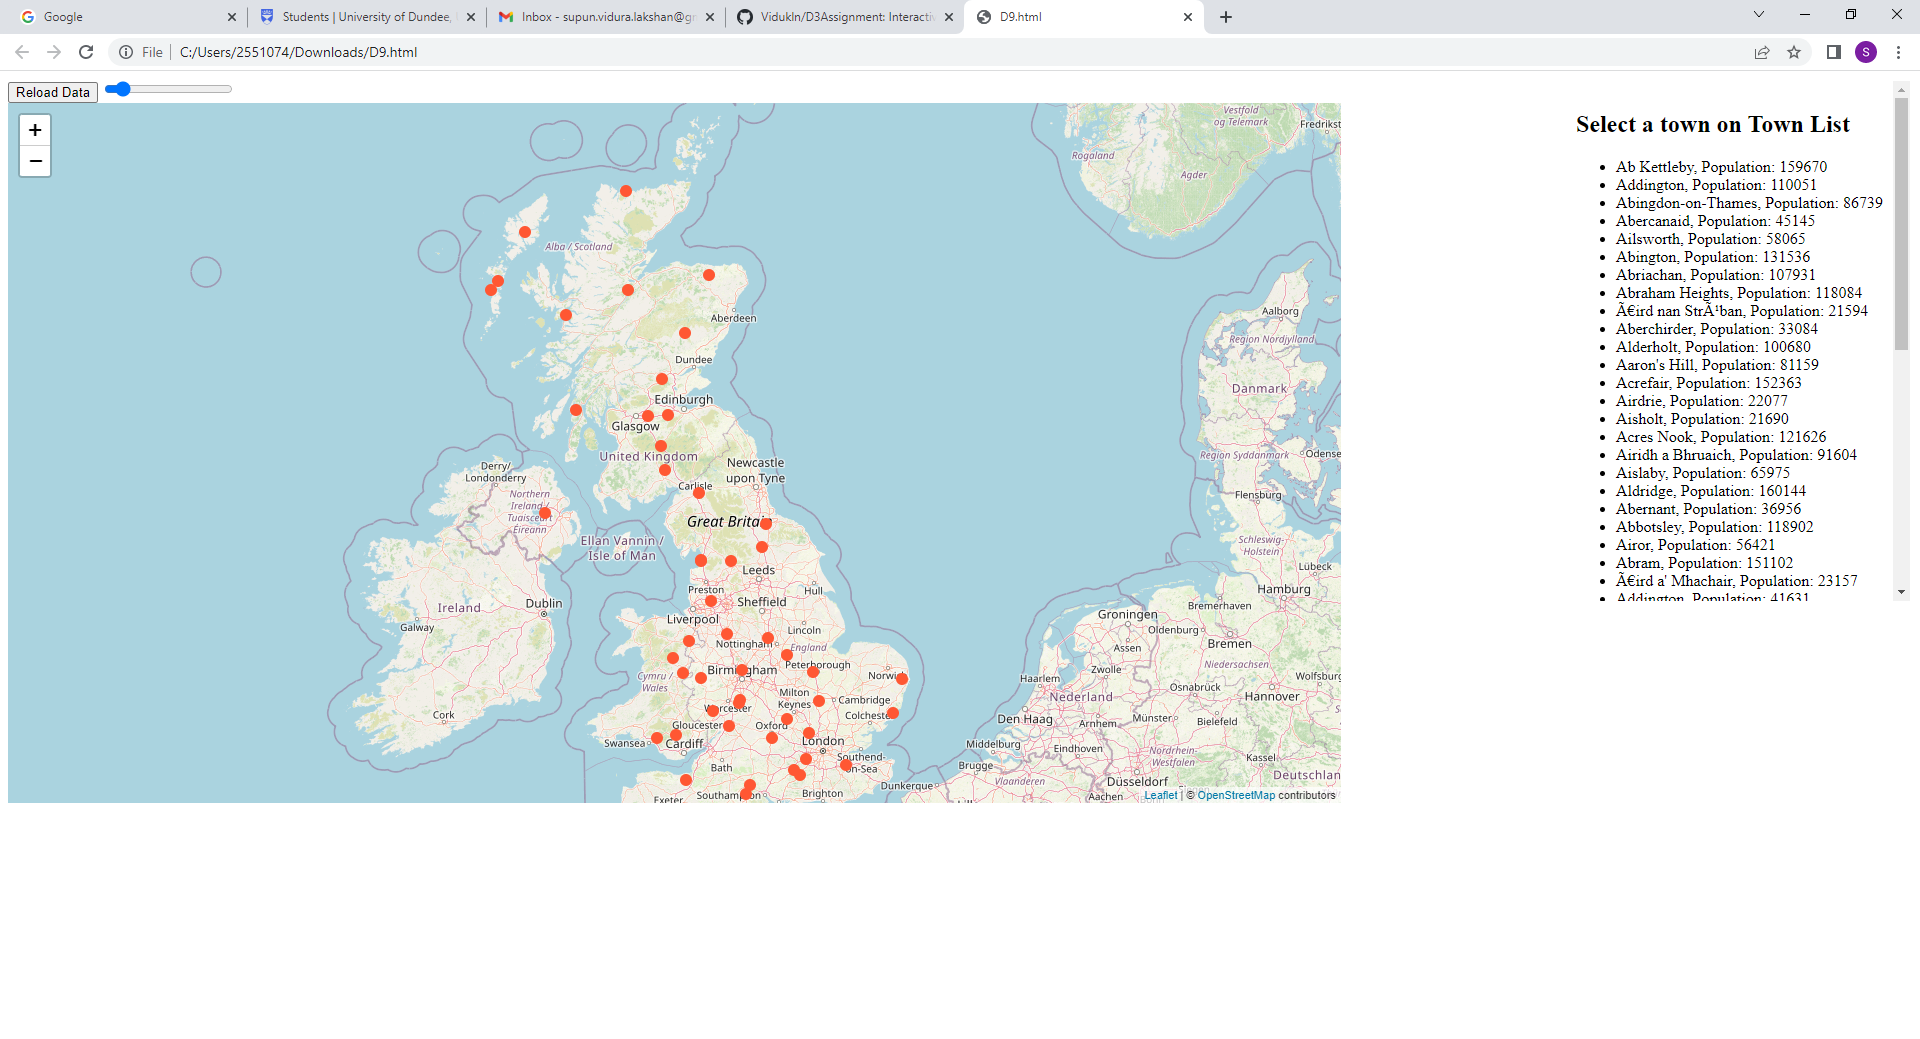 Google
Students | University of Dundee,
Inbox - supun.vidura.lakshan@gm
Vidukln/D3Assignment: Interactiv
D9.html
File
C:/Users/2551074/Downloads/D9.html
S
Reload Data
+
−
Select a town on Town List
Ab Kettleby, Population: 159670
Addington, Population: 110051
Abingdon-on-Thames, Population: 86739
Abercanaid, Population: 45145
Ailsworth, Population: 58065
Abington, Population: 131536
Abriachan, Population: 107931
Abraham Heights, Population: 118084
Ã€ird nan StrÃ¹ban, Population: 21594
Aberchirder, Population: 33084
Alderholt, Population: 100680
Aaron's Hill, Population: 81159
Acrefair, Population: 152363
Airdrie, Population: 22077
Aisholt, Population: 21690
Acres Nook, Population: 121626
Airidh a Bhruaich, Population: 91604
Aislaby, Population: 65975
Aldridge, Population: 160144
Abernant, Population: 36956
Abbotsley, Population: 118902
Airor, Population: 56421
Abram, Population: 151102
Ã€ird a' Mhachair, Population: 23157
Addington, Population: 41631
Vestfold
og Telemark
Fredrikst
Rogaland
Agder
Alba / Scotland
Aberdeen
Dundee
Edinburgh
Glasgow
United Kingdom
Newcastle
upon Tyne
Carlisle
Derry/
Londonderry
Northern
Ireland /
Tuaisceart
Éireann
Great Britain
Ellan Vannin /
Isle of Man
Leeds
Preston
Hull
Sheffield
Ireland
Dublin
Liverpool
Galway
Lincoln
Nottingham
England
Peterborough
Birmingham
Norwich
Cymru /
Wales
Milton
Keynes
Cambridge
Worcester
Colchester
Cork
Gloucester
Oxford
London
Swansea
Cardiff
Southend-
on-Sea
Bath
Exeter
Southampton
Brighton
Dunkerque
Aalborg
Region Nordjylland
Danmark
Region Syddanmark
Odense
Flensburg
Schleswig-
Holstein
Lübeck
Hamburg
Bremerhaven
Groningen
Oldenburg
Bremen
Assen
Niedersachsen
Zwolle
Haarlem
Wolfsburg
Nederland
Osnabrück
Hannover
Den Haag
Arnhem
Münster
Bielefeld
Middelburg
Eindhoven
Nordrhein-
Westfalen
Kassel
Brugge
Vlaanderen
Düsseldorf
Deutschland
Aachen
Leaflet | © OpenStreetMap contributors